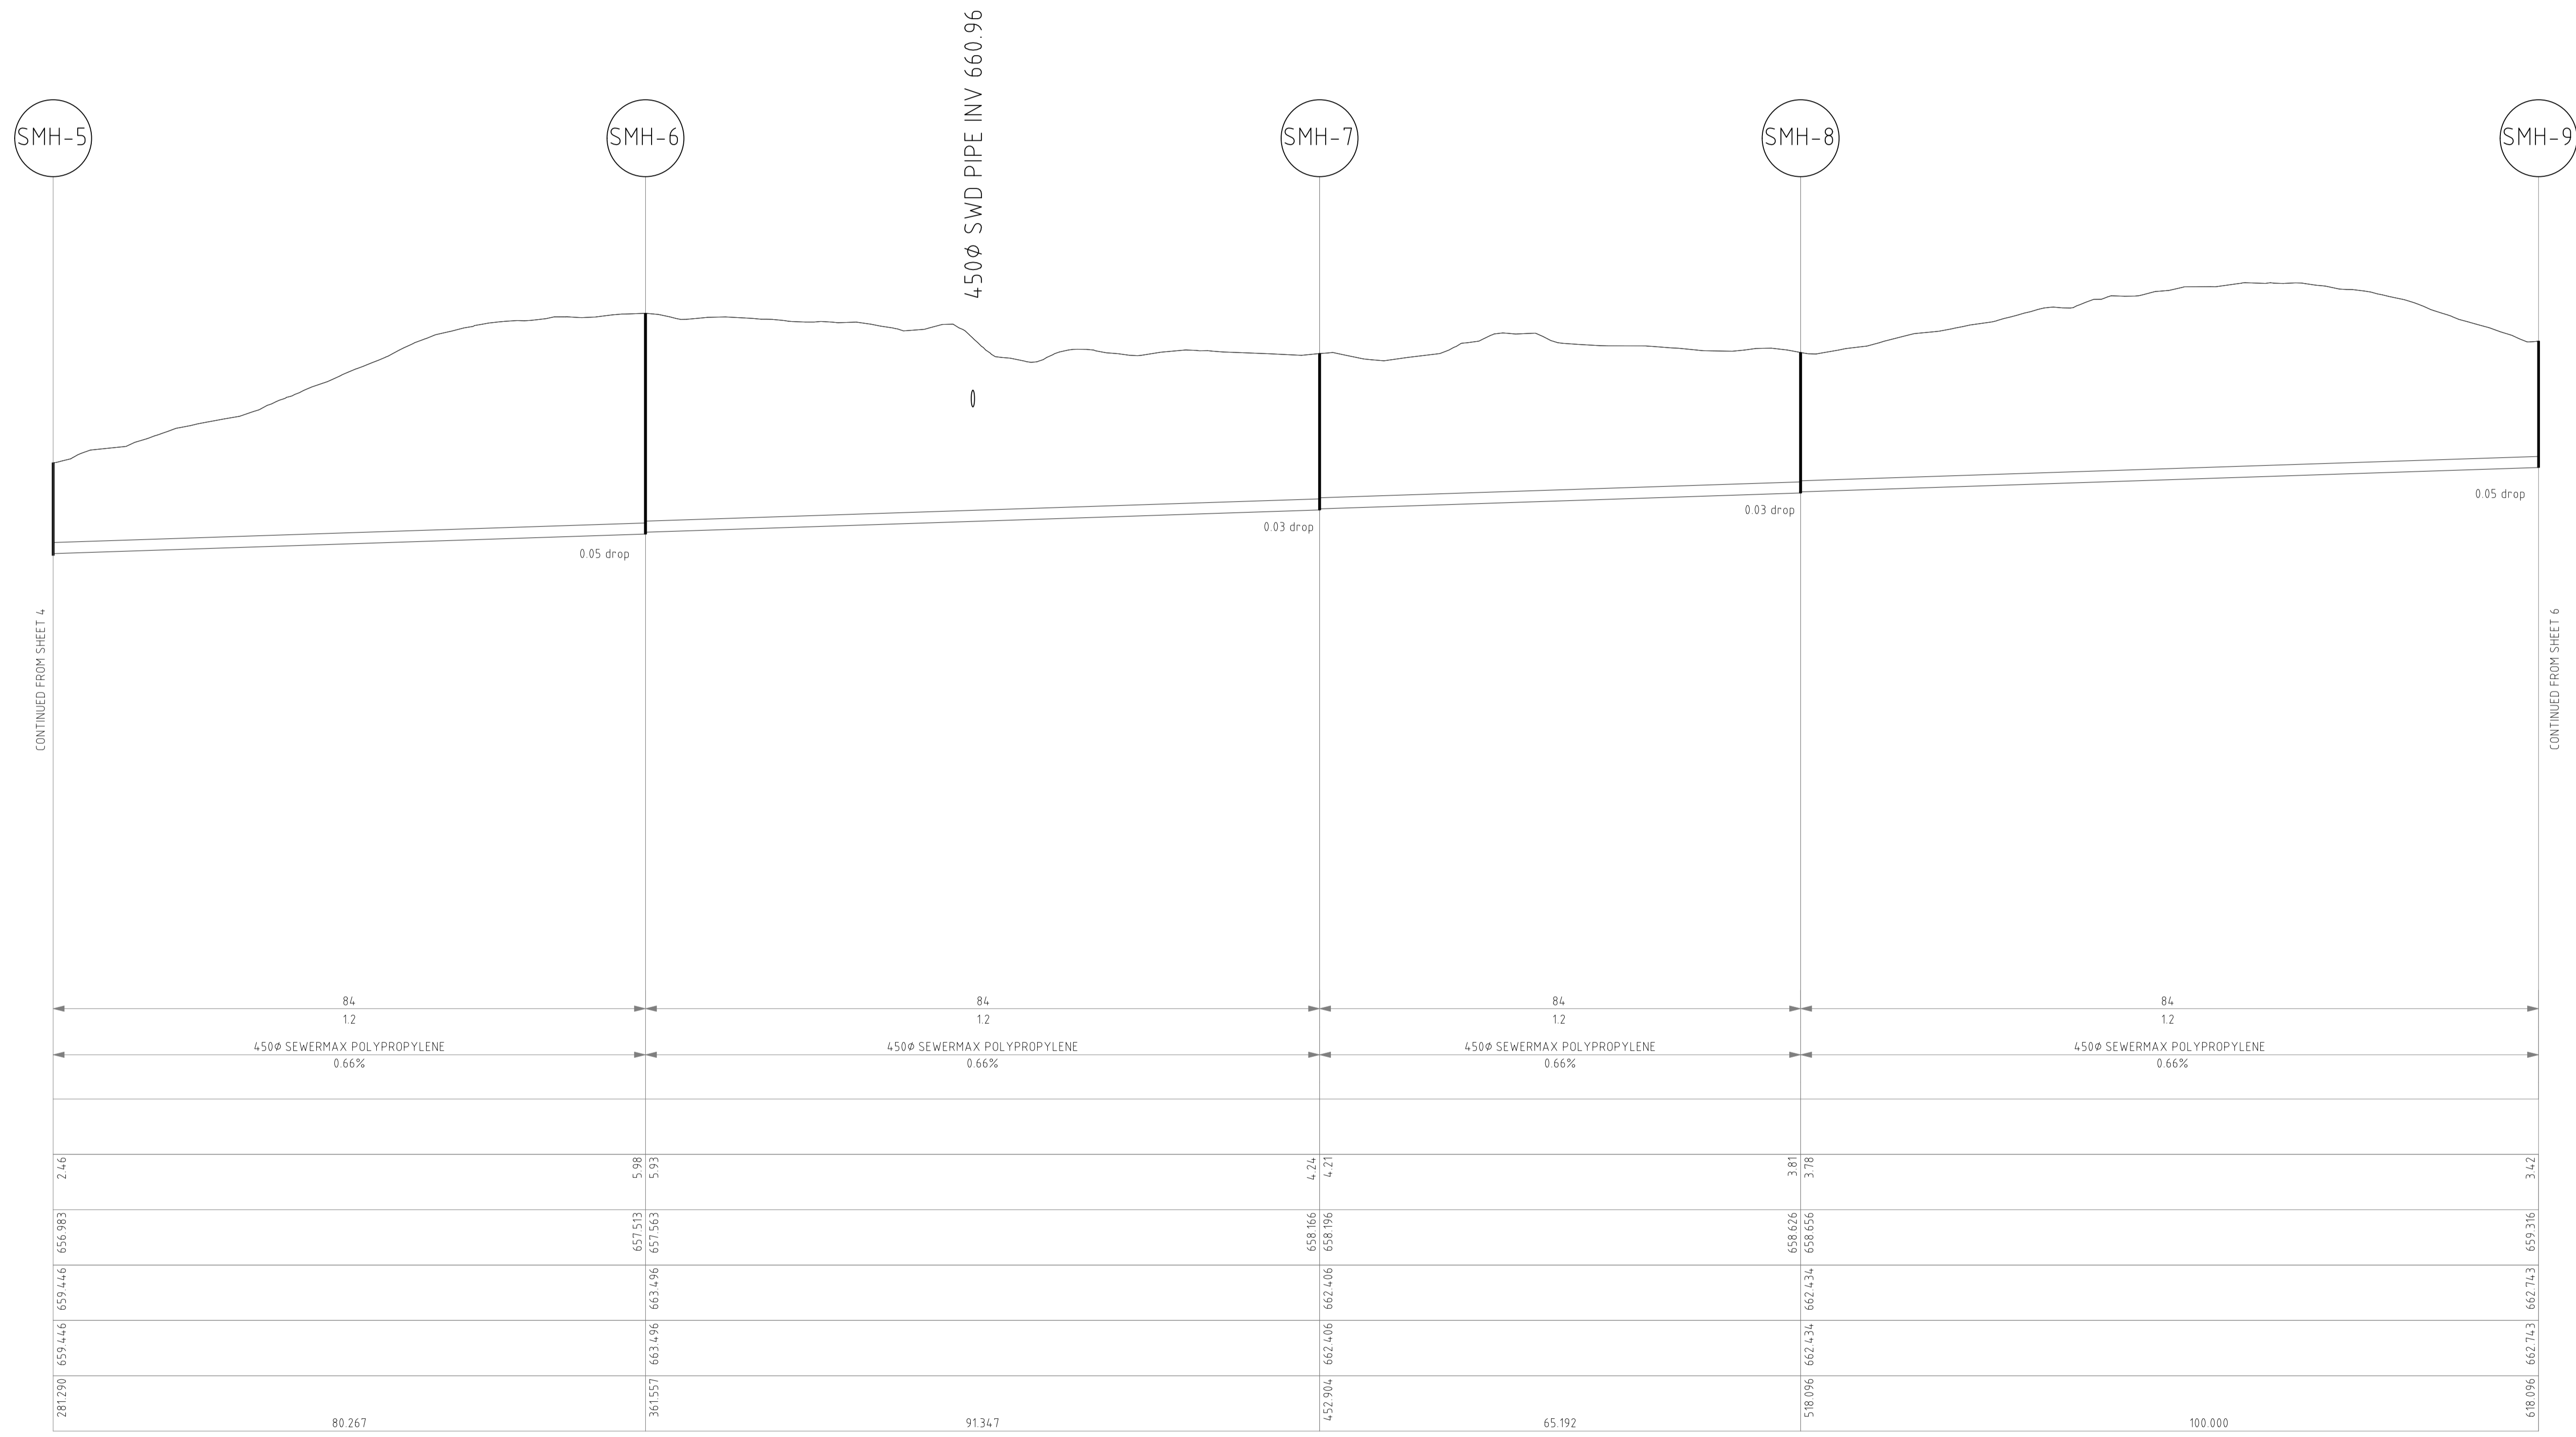 450Ø SWD PIPE INV 660.96
SMH-5
SMH-6
SMH-7
SMH-8
SMH-9
0.05 drop
0.03 drop
0.03 drop
0.05 drop
CONTINUED FROM SHEET 4
CONTINUED FROM SHEET 6
84
84
84
84
1.2
1.2
1.2
1.2
450Ø SEWERMAX POLYPROPYLENE
450Ø SEWERMAX POLYPROPYLENE
450Ø SEWERMAX POLYPROPYLENE
450Ø SEWERMAX POLYPROPYLENE
0.66%
0.66%
0.66%
0.66%
2.46
5.98
5.93
4.24
4.21
3.81
3.78
3.42
656.983
657.513
657.563
658.166
658.196
658.626
658.656
659.316
659.446
663.496
662.406
662.434
662.743
659.446
663.496
662.406
662.434
662.743
281.290
361.557
452.904
518.096
618.096
80.267
91.347
65.192
100.000